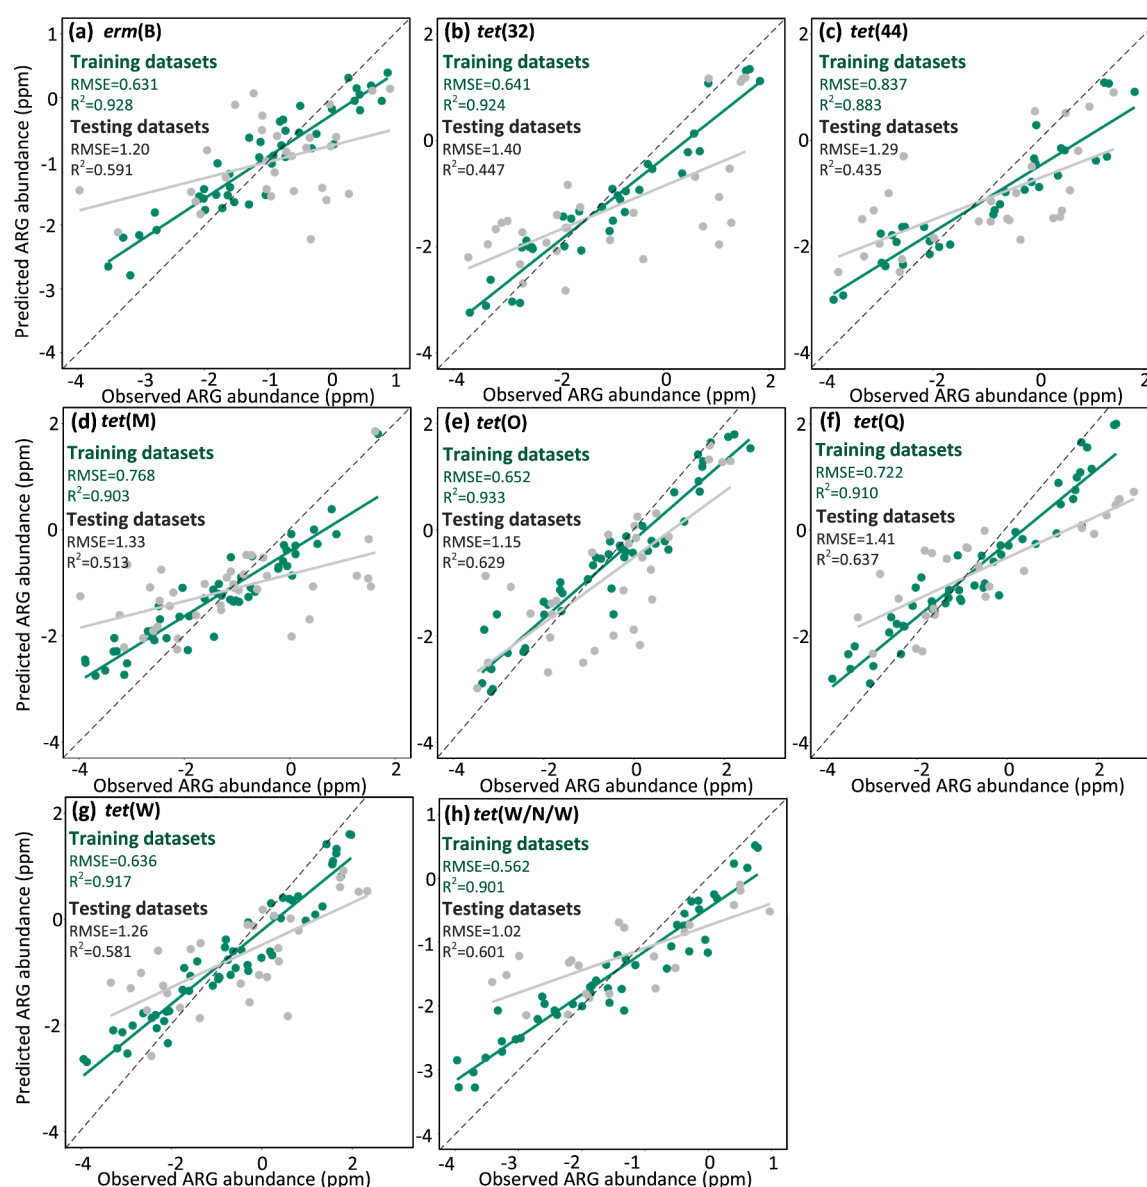 (a) erm(B)
Training datasets
RMSE=0.631
R²=0.928
Testing datasets
RMSE=1.20
R²=0.591
1
0
-1
-2
-3
-4
Predicted ARG abundance (ppm)
-4 -3 -2 -1 0 1
Observed ARG abundance (ppm)
(b) tet(32)
Training datasets
RMSE=0.641
R²=0.924
Testing datasets
RMSE=1.40
R²=0.447
2
0
-2
-4
-4 -2 0 2
Observed ARG abundance (ppm)
(c) tet(44)
Training datasets
RMSE=0.837
R²=0.883
Testing datasets
RMSE=1.29
R²=0.435
2
0
-2
-4
-4 -2 0 2
Observed ARG abundance (ppm)
(d) tet(M)
Training datasets
RMSE=0.768
R²=0.903
Testing datasets
RMSE=1.33
R²=0.513
2
0
-2
-4
Predicted ARG abundance (ppm)
-4 -2 0 2
Observed ARG abundance (ppm)
(e) tet(O)
Training datasets
RMSE=0.652
R²=0.933
Testing datasets
RMSE=1.15
R²=0.629
2
0
-2
-4
-4 -2 0 2
Observed ARG abundance (ppm)
(f) tet(Q)
Training datasets
RMSE=0.722
R²=0.910
Testing datasets
RMSE=1.41
R²=0.637
2
0
-2
-4
-4 -2 0 2
Observed ARG abundance (ppm)
(g) tet(W)
Training datasets
RMSE=0.636
R²=0.917
Testing datasets
RMSE=1.26
R²=0.581
2
0
-2
-4
Predicted ARG abundance (ppm)
-4 -2 0 2
Observed ARG abundance (ppm)
(h) tet(W/N/W)
Training datasets
RMSE=0.562
R²=0.901
Testing datasets
RMSE=1.02
R²=0.601
1
0
-1
-2
-3
-4
-4 -3 -2 -1 0 1
Observed ARG abundance (ppm)